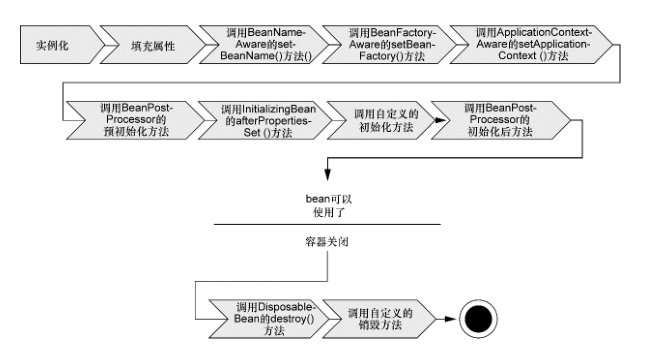 实例化
填充属性
调用BeanName-
Aware的set-
BeanName()方法()
调用BeanFactory-
Aware的setBean-
Factory()方法
调用ApplicationContext-
Aware的setApplication-
Context ()方法
调用BeanPost-
Processor的
预初始化方法
调用InitializingBean
的afterProperties-
Set ()方法
调用自定义的
初始化方法
调用BeanPost-
Processor的
初始化后方法
bean可以
使用了
容器关闭
调用Disposable-
Bean的destroy()
方法
调用自定义的
销毁方法